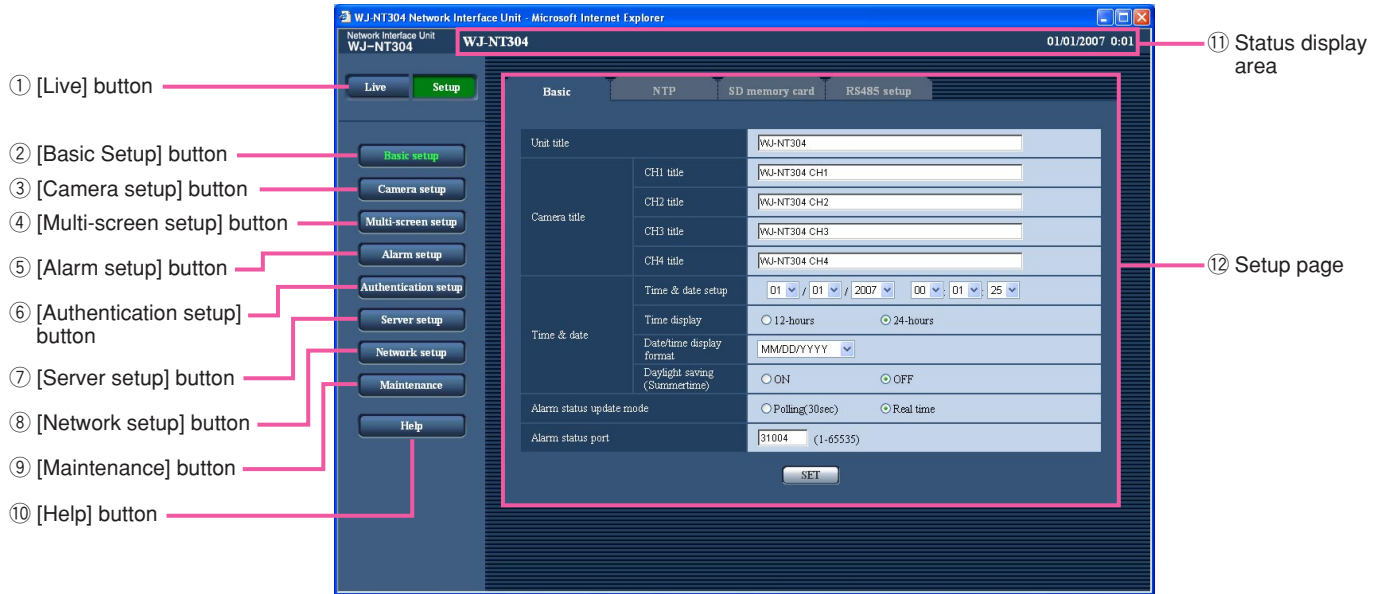 WJ-NT304 Network Interface Unit - Microsoft Internet Explorer
Network Interface Unit
WJ-NT304
WJ-NT304
01/01/2007 0:01
⑪ Status display
area
① [Live] button
Live
Setup
② [Basic Setup] button
Basic setup
③ [Camera setup] button
Camera setup
④ [Multi-screen setup] button
Multi-screen setup
⑤ [Alarm setup] button
Alarm setup
⑥ [Authentication setup]
button
Authentication setup
⑦ [Server setup] button
Server setup
⑧ [Network setup] button
Network setup
⑨ [Maintenance] button
Maintenance
⑩ [Help] button
Help
Basic
NTP
SD memory card
RS485 setup
Unit title
WJ-NT304
Camera title
CH1 title
WJ-NT304 CH1
CH2 title
WJ-NT304 CH2
CH3 title
WJ-NT304 CH3
CH4 title
WJ-NT304 CH4
Time & date
Time & date setup
01 / 01 / 2007 00 : 01 : 25
Time display
12-hours
24-hours
Date/time display
format
MM/DD/YYYY
Daylight saving
(Summertime)
ON
OFF
Alarm status update mode
Polling(30sec)
Real time
Alarm status port
31004 (1-65535)
SET
⑫ Setup page